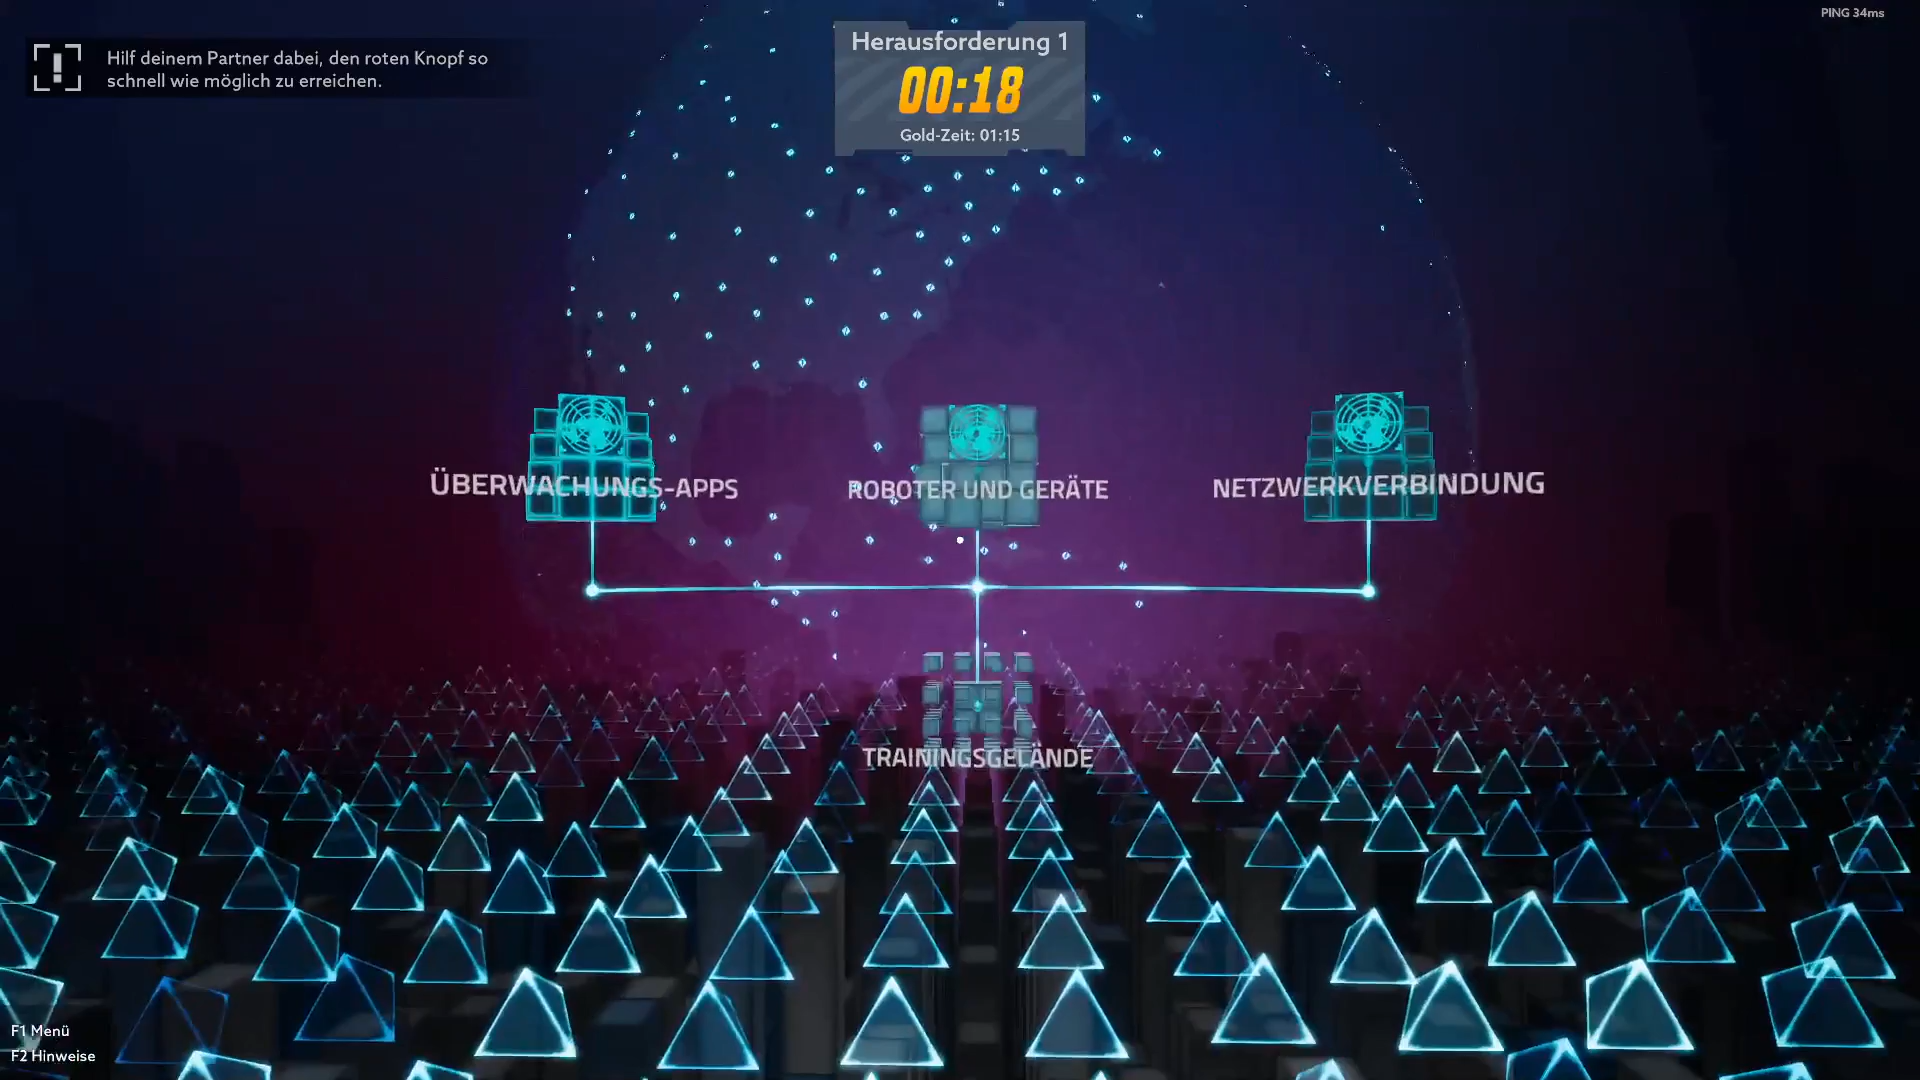 PING 34ms
Hilf deinem Partner dabei, den roten Knopf so
schnell wie möglich zu erreichen.
Herausforderung 1
00:18
Gold-Zeit: 01:15
ÜBERWACHUNGS-APPS
ROBOTER UND GERÄTE
NETZWERKVERBINDUNG
TRAININGSGELÄNDE
F1 Menü
F2 Hinweise